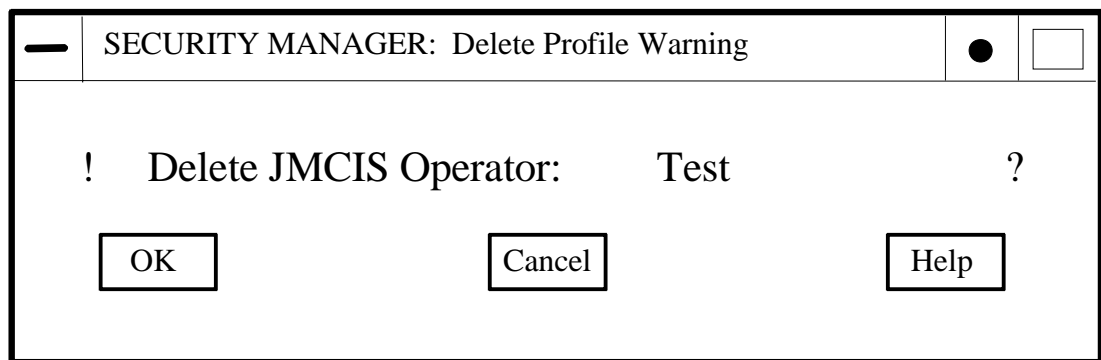 SECURITY MANAGER: Delete Profile Warning
! Delete JMCIS Operator: Test ?
OK Cancel Help